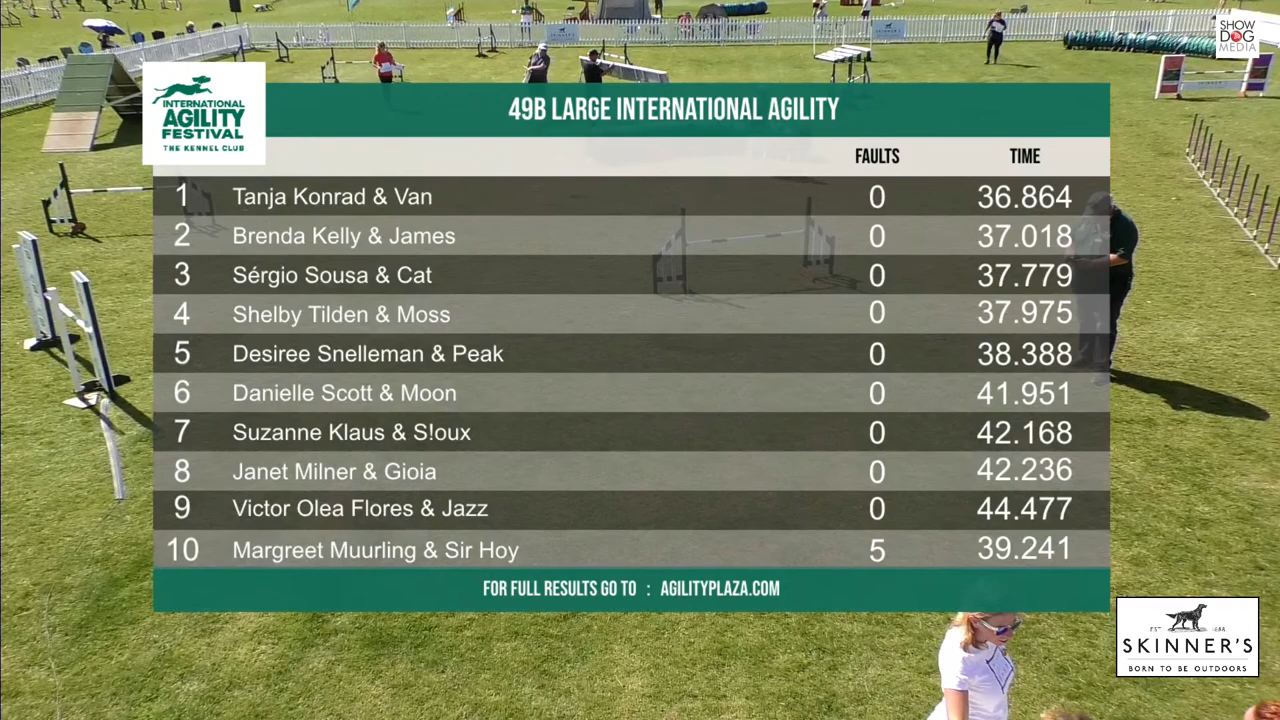 SHOW
DOG
MEDIA
INTERNATIONAL
AGILITY
FESTIVAL
THE KENNEL CLUB
49B LARGE INTERNATIONAL AGILITY
FAULTS TIME
1 Tanja Konrad & Van 0 36.864
2 Brenda Kelly & James 0 37.018
3 Sérgio Sousa & Cat 0 37.779
4 Shelby Tilden & Moss 0 37.975
5 Desiree Snelleman & Peak 0 38.388
6 Danielle Scott & Moon 0 41.951
7 Suzanne Klaus & S!oux 0 42.168
8 Janet Milner & Gioia 0 42.236
9 Victor Olea Flores & Jazz 0 44.477
10 Margreet Muurling & Sir Hoy 5 39.241
FOR FULL RESULTS GO TO : AGILITYPLAZA.COM
SKINNER'S
BORN TO BE OUTDOORS